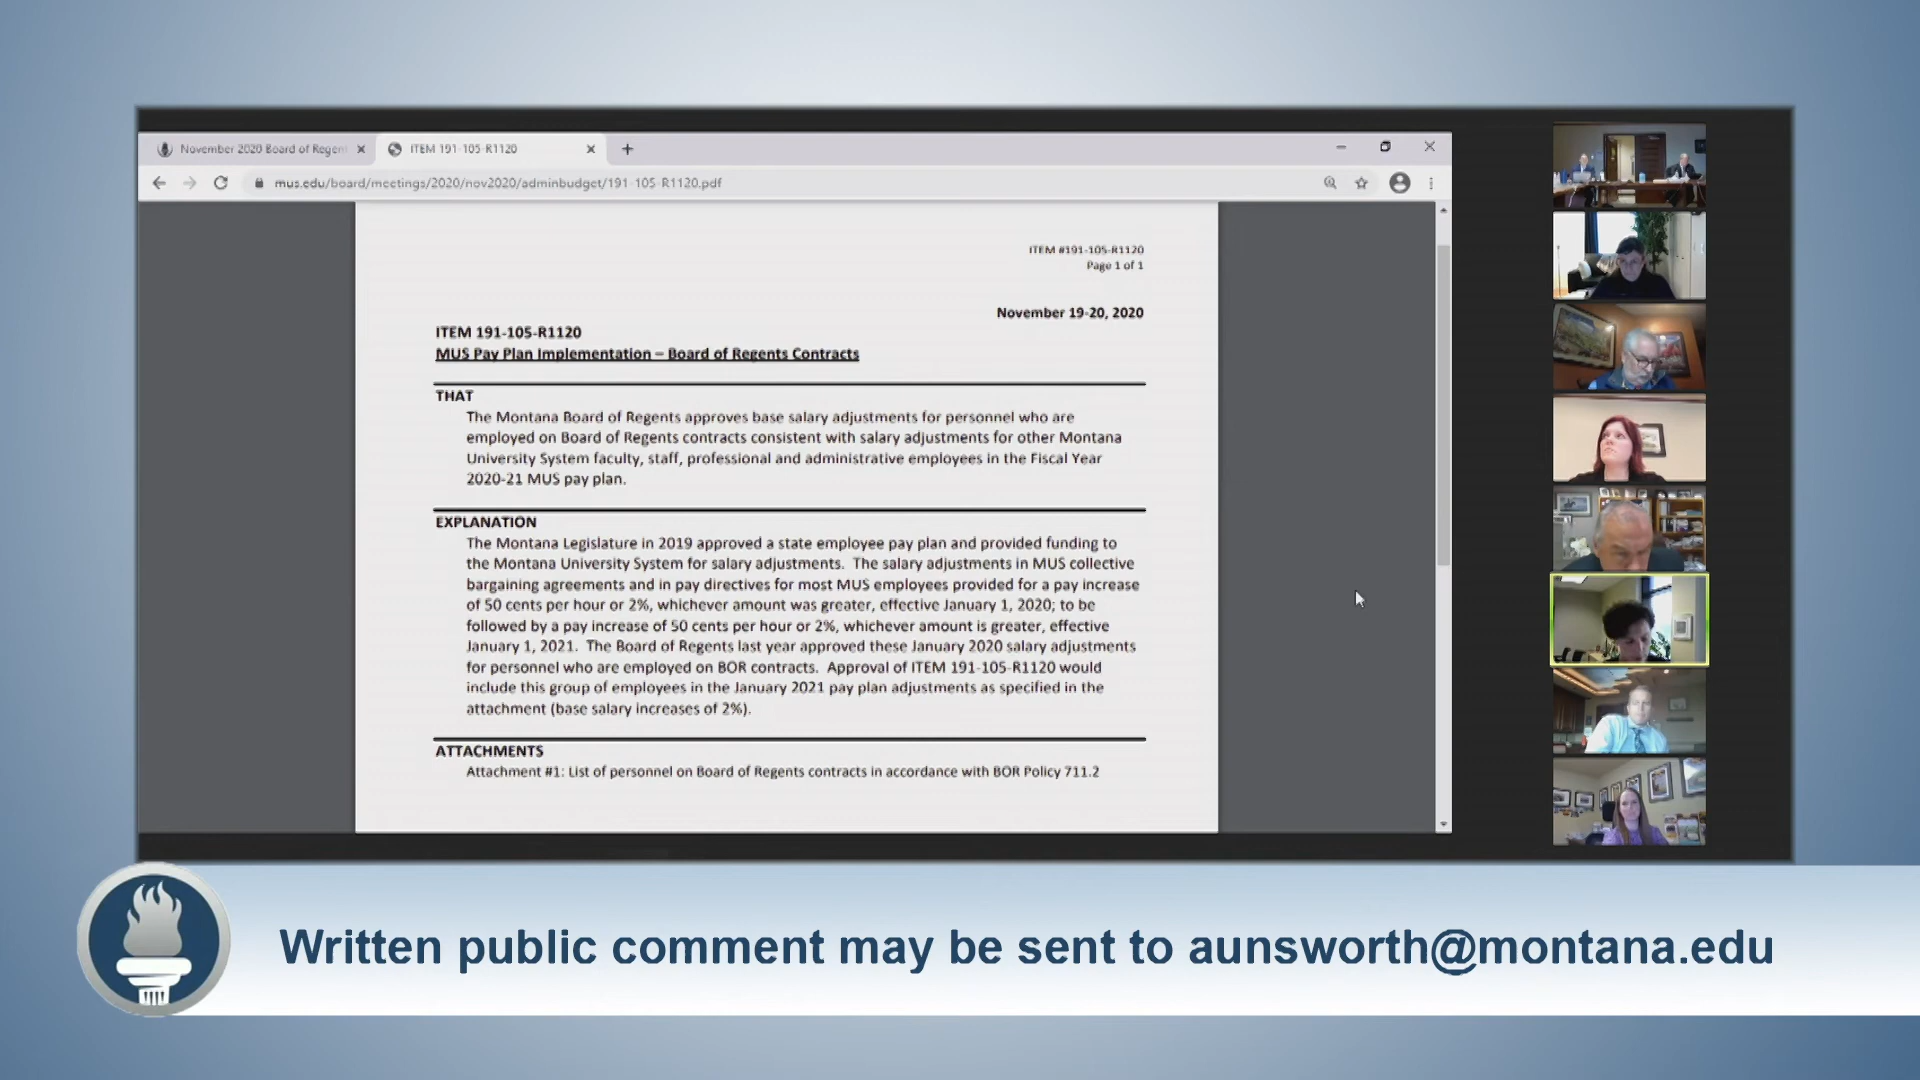 November 2020 Board of Regen
ITEM 191-105-R1120
mus.edu/board/meetings/2020/nov2020/adminbudget/191-105-R1120.pdf
ITEM #191-105-R1120
Page 1 of 1
November 19-20, 2020
ITEM 191-105-R1120
MUS Pay Plan Implementation – Board of Regents Contracts
THAT
The Montana Board of Regents approves base salary adjustments for personnel who are
employed on Board of Regents contracts consistent with salary adjustments for other Montana
University System faculty, staff, professional and administrative employees in the Fiscal Year
2020-21 MUS pay plan.
EXPLANATION
The Montana Legislature in 2019 approved a state employee pay plan and provided funding to
the Montana University System for salary adjustments. The salary adjustments in MUS collective
bargaining agreements and in pay directives for most MUS employees provided for a pay increase
of 50 cents per hour or 2%, whichever amount was greater, effective January 1, 2020; to be
followed by a pay increase of 50 cents per hour or 2%, whichever amount is greater, effective
January 1, 2021. The Board of Regents last year approved these January 2020 salary adjustments
for personnel who are employed on BOR contracts. Approval of ITEM 191-105-R1120 would
include this group of employees in the January 2021 pay plan adjustments as specified in the
attachment (base salary increases of 2%).
ATTACHMENTS
Attachment #1: List of personnel on Board of Regents contracts in accordance with BOR Policy 711.2
Written public comment may be sent to aunsworth@montana.edu